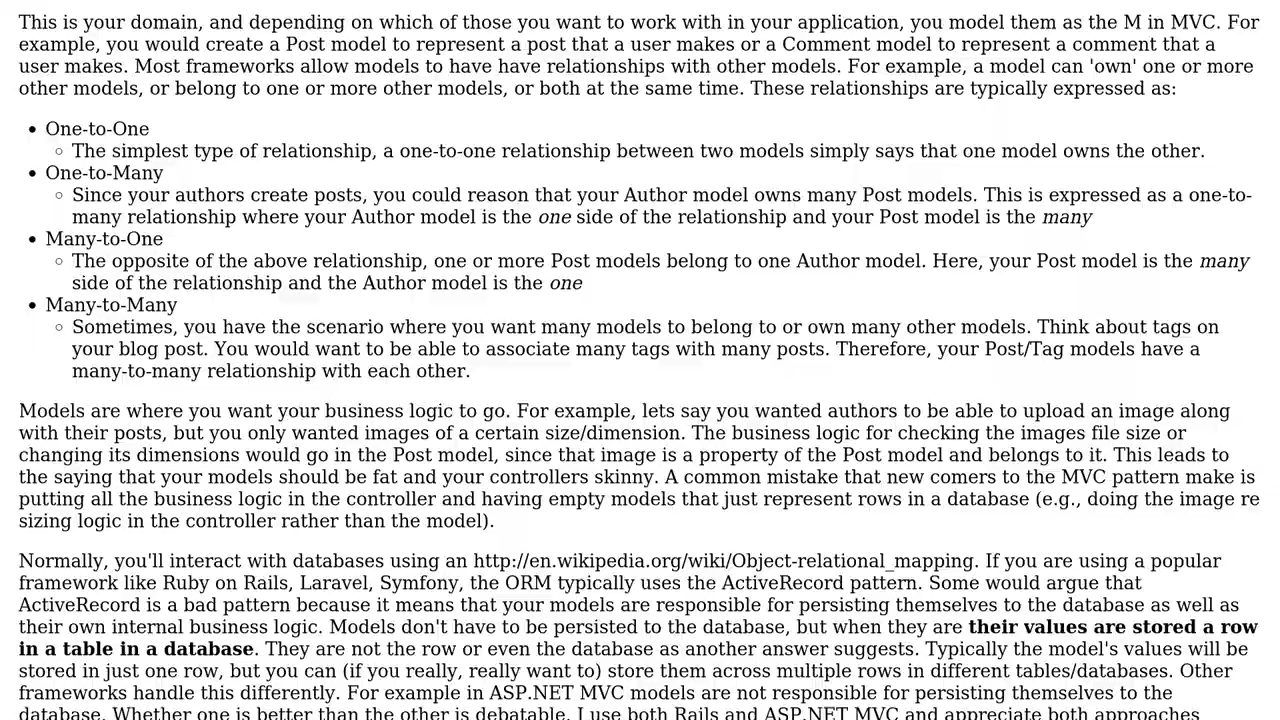 This is your domain, and depending on which of those you want to work with in your application, you model them as the M in MVC. For
example, you would create a Post model to represent a post that a user makes or a Comment model to represent a comment that a
user makes. Most frameworks allow models to have have relationships with other models. For example, a model can 'own' one or more
other models, or belong to one or more other models, or both at the same time. These relationships are typically expressed as:
• One-to-One
◦ The simplest type of relationship, a one-to-one relationship between two models simply says that one model owns the other.
• One-to-Many
◦ Since your authors create posts, you could reason that your Author model owns many Post models. This is expressed as a one-to-
many relationship where your Author model is the one side of the relationship and your Post model is the many
• Many-to-One
◦ The opposite of the above relationship, one or more Post models belong to one Author model. Here, your Post model is the many
side of the relationship and the Author model is the one
• Many-to-Many
◦ Sometimes, you have the scenario where you want many models to belong to or own many other models. Think about tags on
your blog post. You would want to be able to associate many tags with many posts. Therefore, your Post/Tag models have a
many-to-many relationship with each other.
Models are where you want your business logic to go. For example, lets say you wanted authors to be able to upload an image along
with their posts, but you only wanted images of a certain size/dimension. The business logic for checking the images file size or
changing its dimensions would go in the Post model, since that image is a property of the Post model and belongs to it. This leads to
the saying that your models should be fat and your controllers skinny. A common mistake that new comers to the MVC pattern make is
putting all the business logic in the controller and having empty models that just represent rows in a database (e.g., doing the image re
sizing logic in the controller rather than the model).
Normally, you'll interact with databases using an http://en.wikipedia.org/wiki/Object-relational_mapping. If you are using a popular
framework like Ruby on Rails, Laravel, Symfony, the ORM typically uses the ActiveRecord pattern. Some would argue that
ActiveRecord is a bad pattern because it means that your models are responsible for persisting themselves to the database as well as
their own internal business logic. Models don't have to be persisted to the database, but when they are their values are stored a row
in a table in a database. They are not the row or even the database as another answer suggests. Typically the model's values will be
stored in just one row, but you can (if you really, really want to) store them across multiple rows in different tables/databases. Other
frameworks handle this differently. For example in ASP.NET MVC models are not responsible for persisting themselves to the
database. Whether one is better than the other is debatable. I use both Rails and ASP.NET MVC and appreciate both approaches